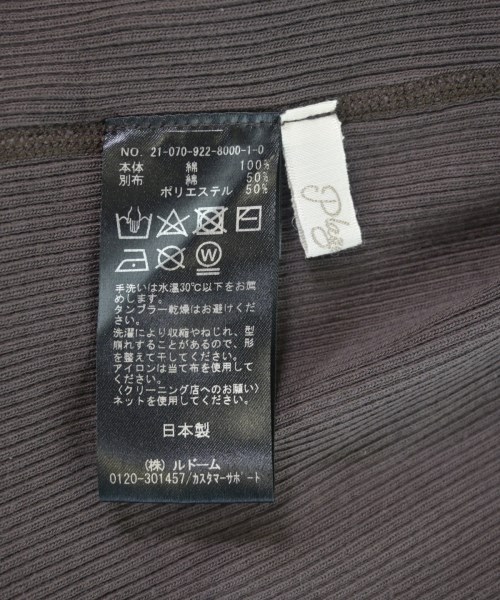 NO. 21-070-922-8000-1-0
本体 綿 100%
別布 綿 50%
ポリエステル 50%
W
手洗いは水温30℃以下をお薦
めします。
タンブラー乾燥はお避けくだ
さい。
洗濯により収縮やねじれ、型
崩れすることがあるので、形
を整えて干してください。
アイロンは当て布を使用して
ください。
〈クリーニング店へのお願い〉
ネットを使用してください。
日本製
(株) ルドーム
0120-301457/カスタマーサポート